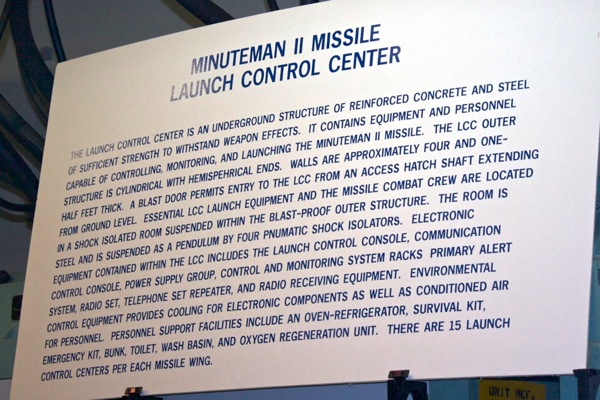 MINUTEMAN II MISSILE
LAUNCH CONTROL CENTER
THE LAUNCH CONTROL CENTER IS AN UNDERGROUND STRUCTURE OF REINFORCED CONCRETE AND STEEL
OF SUFFICIENT STRENGTH TO WITHSTAND WEAPON EFFECTS. IT CONTAINS EQUIPMENT AND PERSONNEL
CAPABLE OF CONTROLLING, MONITORING, AND LAUNCHING THE MINUTEMAN II MISSILE. THE LCC OUTER
STRUCTURE IS CYLINDRICAL WITH HEMISPEHRICAL ENDS. WALLS ARE APPROXIMATELY FOUR AND ONE-
HALF FEET THICK. A BLAST DOOR PERMITS ENTRY TO THE LCC FROM AN ACCESS HATCH SHAFT EXTENDING
FROM GROUND LEVEL. ESSENTIAL LCC LAUNCH EQUIPMENT AND THE MISSILE COMBAT CREW ARE LOCATED
IN A SHOCK ISOLATED ROOM SUSPENDED WITHIN THE BLAST-PROOF OUTER STRUCTURE. THE ROOM IS
STEEL AND IS SUSPENDED AS A PENDULUM BY FOUR PNUMATIC SHOCK ISOLATORS. ELECTRONIC
EQUIPMENT CONTAINED WITHIN THE LCC INCLUDES THE LAUNCH CONTROL CONSOLE, COMMUNICATION
CONTROL CONSOLE, POWER SUPPLY GROUP, CONTROL AND MONITORING SYSTEM RACKS PRIMARY ALERT
SYSTEM, RADIO SET, TELEPHONE SET REPEATER, AND RADIO RECEIVING EQUIPMENT. ENVIRONMENTAL
CONTROL EQUIPMENT PROVIDES COOLING FOR ELECTRONIC COMPONENTS AS WELL AS CONDITIONED AIR
FOR PERSONNEL. PERSONNEL SUPPORT FACILITIES INCLUDE AN OVEN-REFRIGERATOR, SURVIVAL KIT,
EMERGENCY KIT, BUNK, TOILET, WASH BASIN, AND OXYGEN REGENERATION UNIT. THERE ARE 15 LAUNCH
CONTROL CENTERS PER EACH MISSILE WING.
UNIT